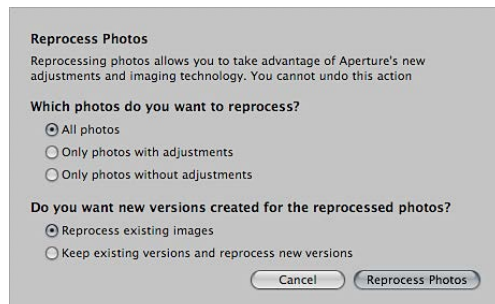 Reprocess Photos
Reprocessing photos allows you to take advantage of Aperture's new
adjustments and imaging technology. You cannot undo this action
Which photos do you want to reprocess?
All photos
Only photos with adjustments
Only photos without adjustments
Do you want new versions created for the reprocessed photos?
Reprocess existing images
Keep existing versions and reprocess new versions
Cancel Reprocess Photos